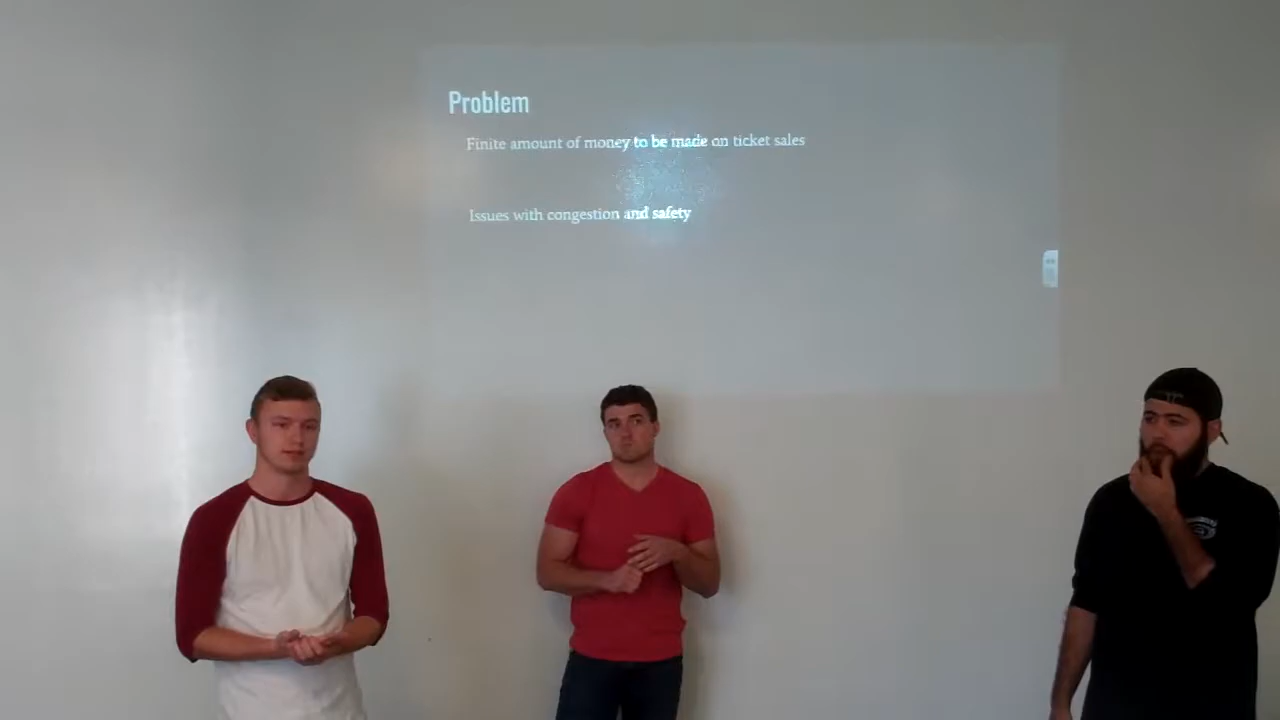 Problem
Finite amount of money to be made on ticket sales
Issues with congestion and safety